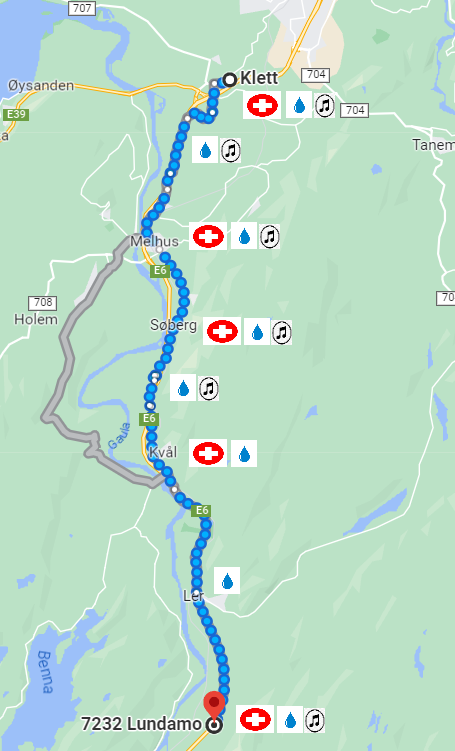 707
Klett
704
Øysanden
E39
704
a
Tanem
Melhus
E6
708
Holem
70
Søberg
E6
Gaula
Kvål
E6
Ler
Benna
7232 Lundamo